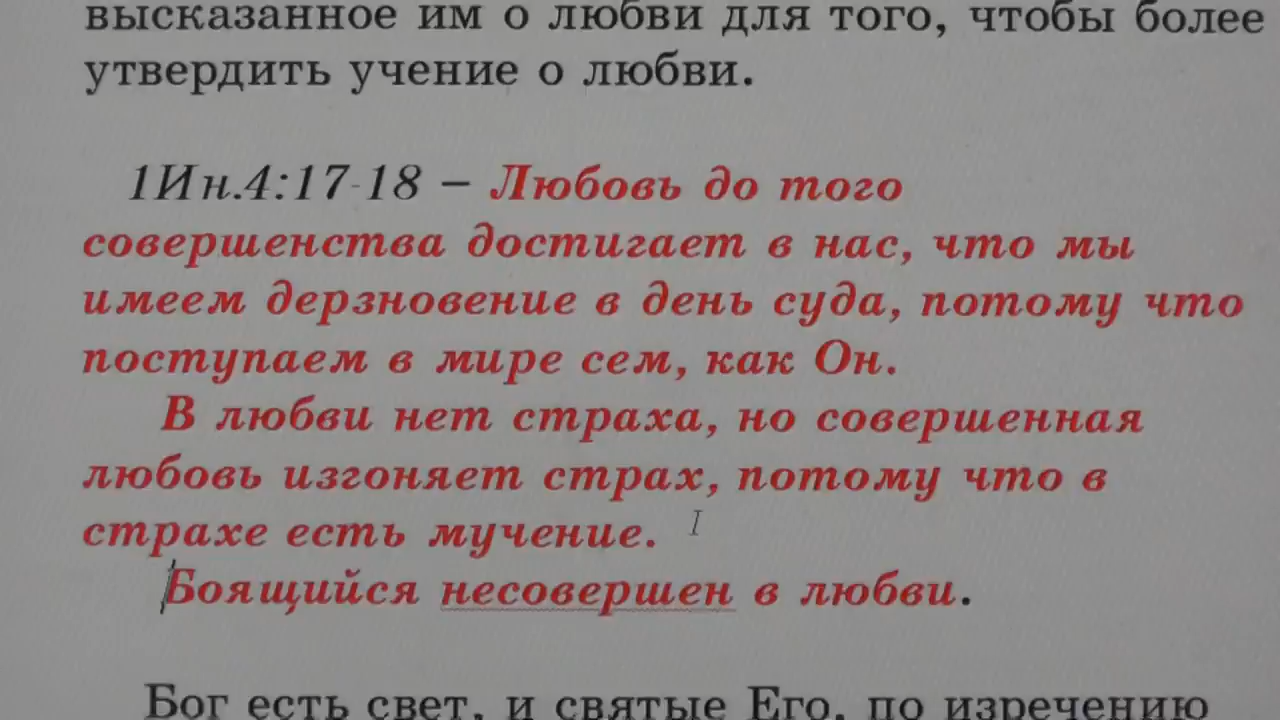 высказанное им о любви для того, чтобы более
утвердить учение о любви.
1Ин.4:17-18 – Любовь до того
совершенства достигает в нас, что мы
имеем дерзновение в день суда, потому что
поступаем в мире сем, как Он.
В любви нет страха, но совершенная
любовь изгоняет страх, потому что в
страхе есть мучение.
Боящийся несовершен в любви.
Бог есть свет, и святые Его, по изречению